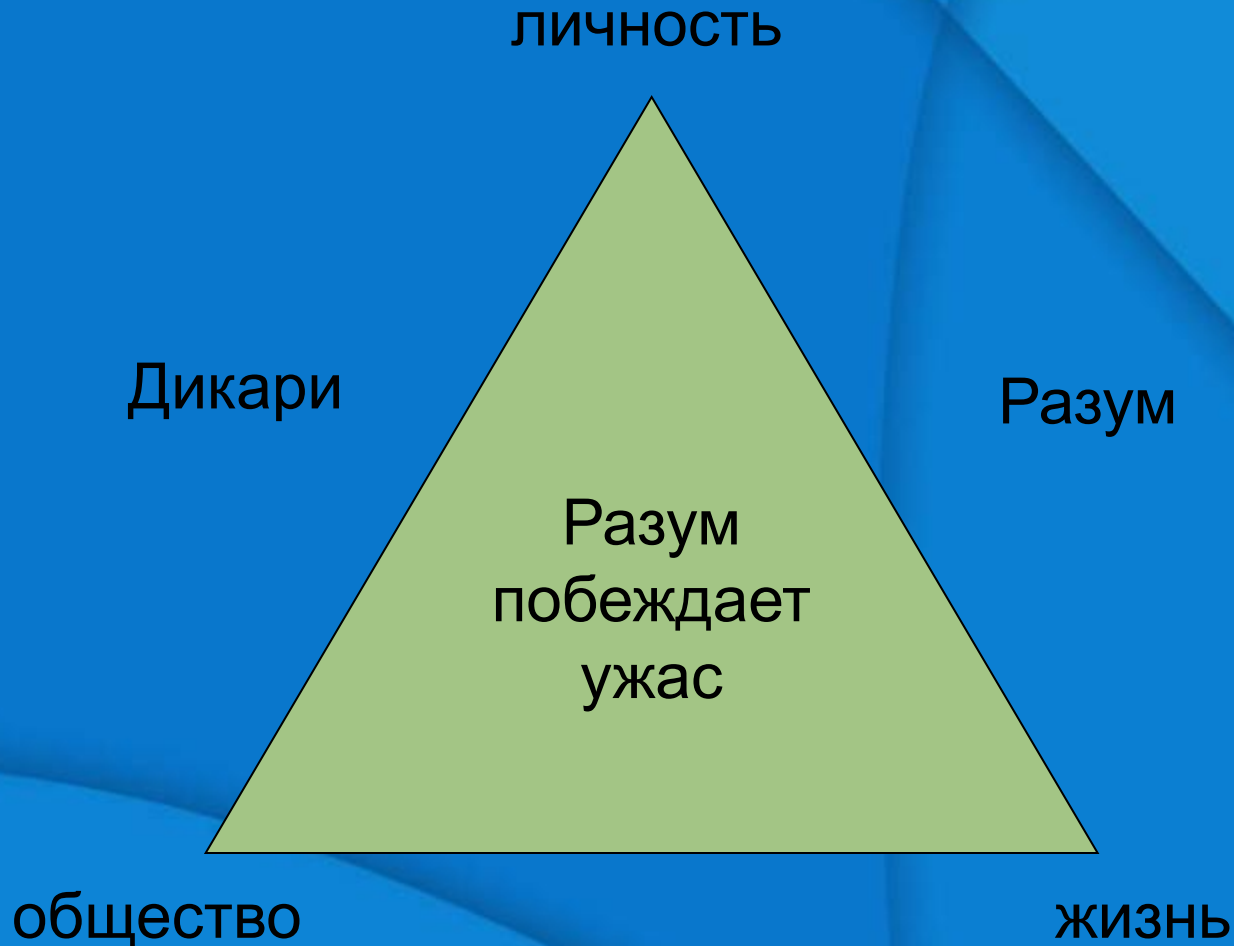 личность
Дикари
Разум
Разум
побеждает
ужас
общество
жизнь